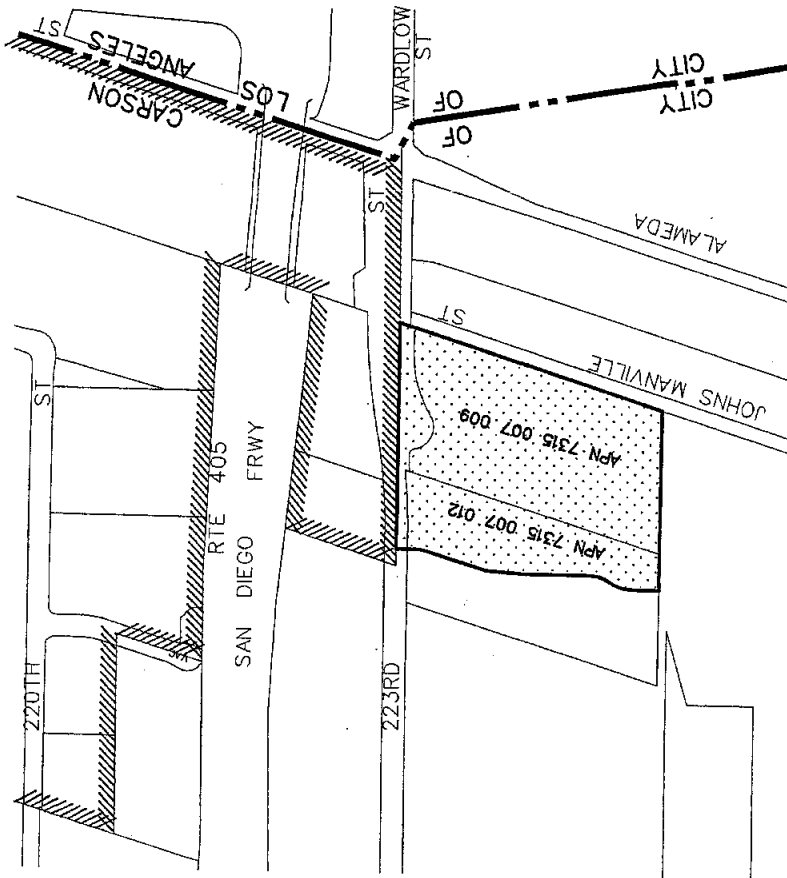 ST
ANGELES
LOS
CARSON
WARDLOW
ST
CITY
OF
CITY
OF
ALAMEDA
ST
JOHNS MANVILLE
ST
APN 7315 007 009
APN 7315 007 012
ST
220TH
RTE 405
SAN DIEGO FRWY
VAC
223RD